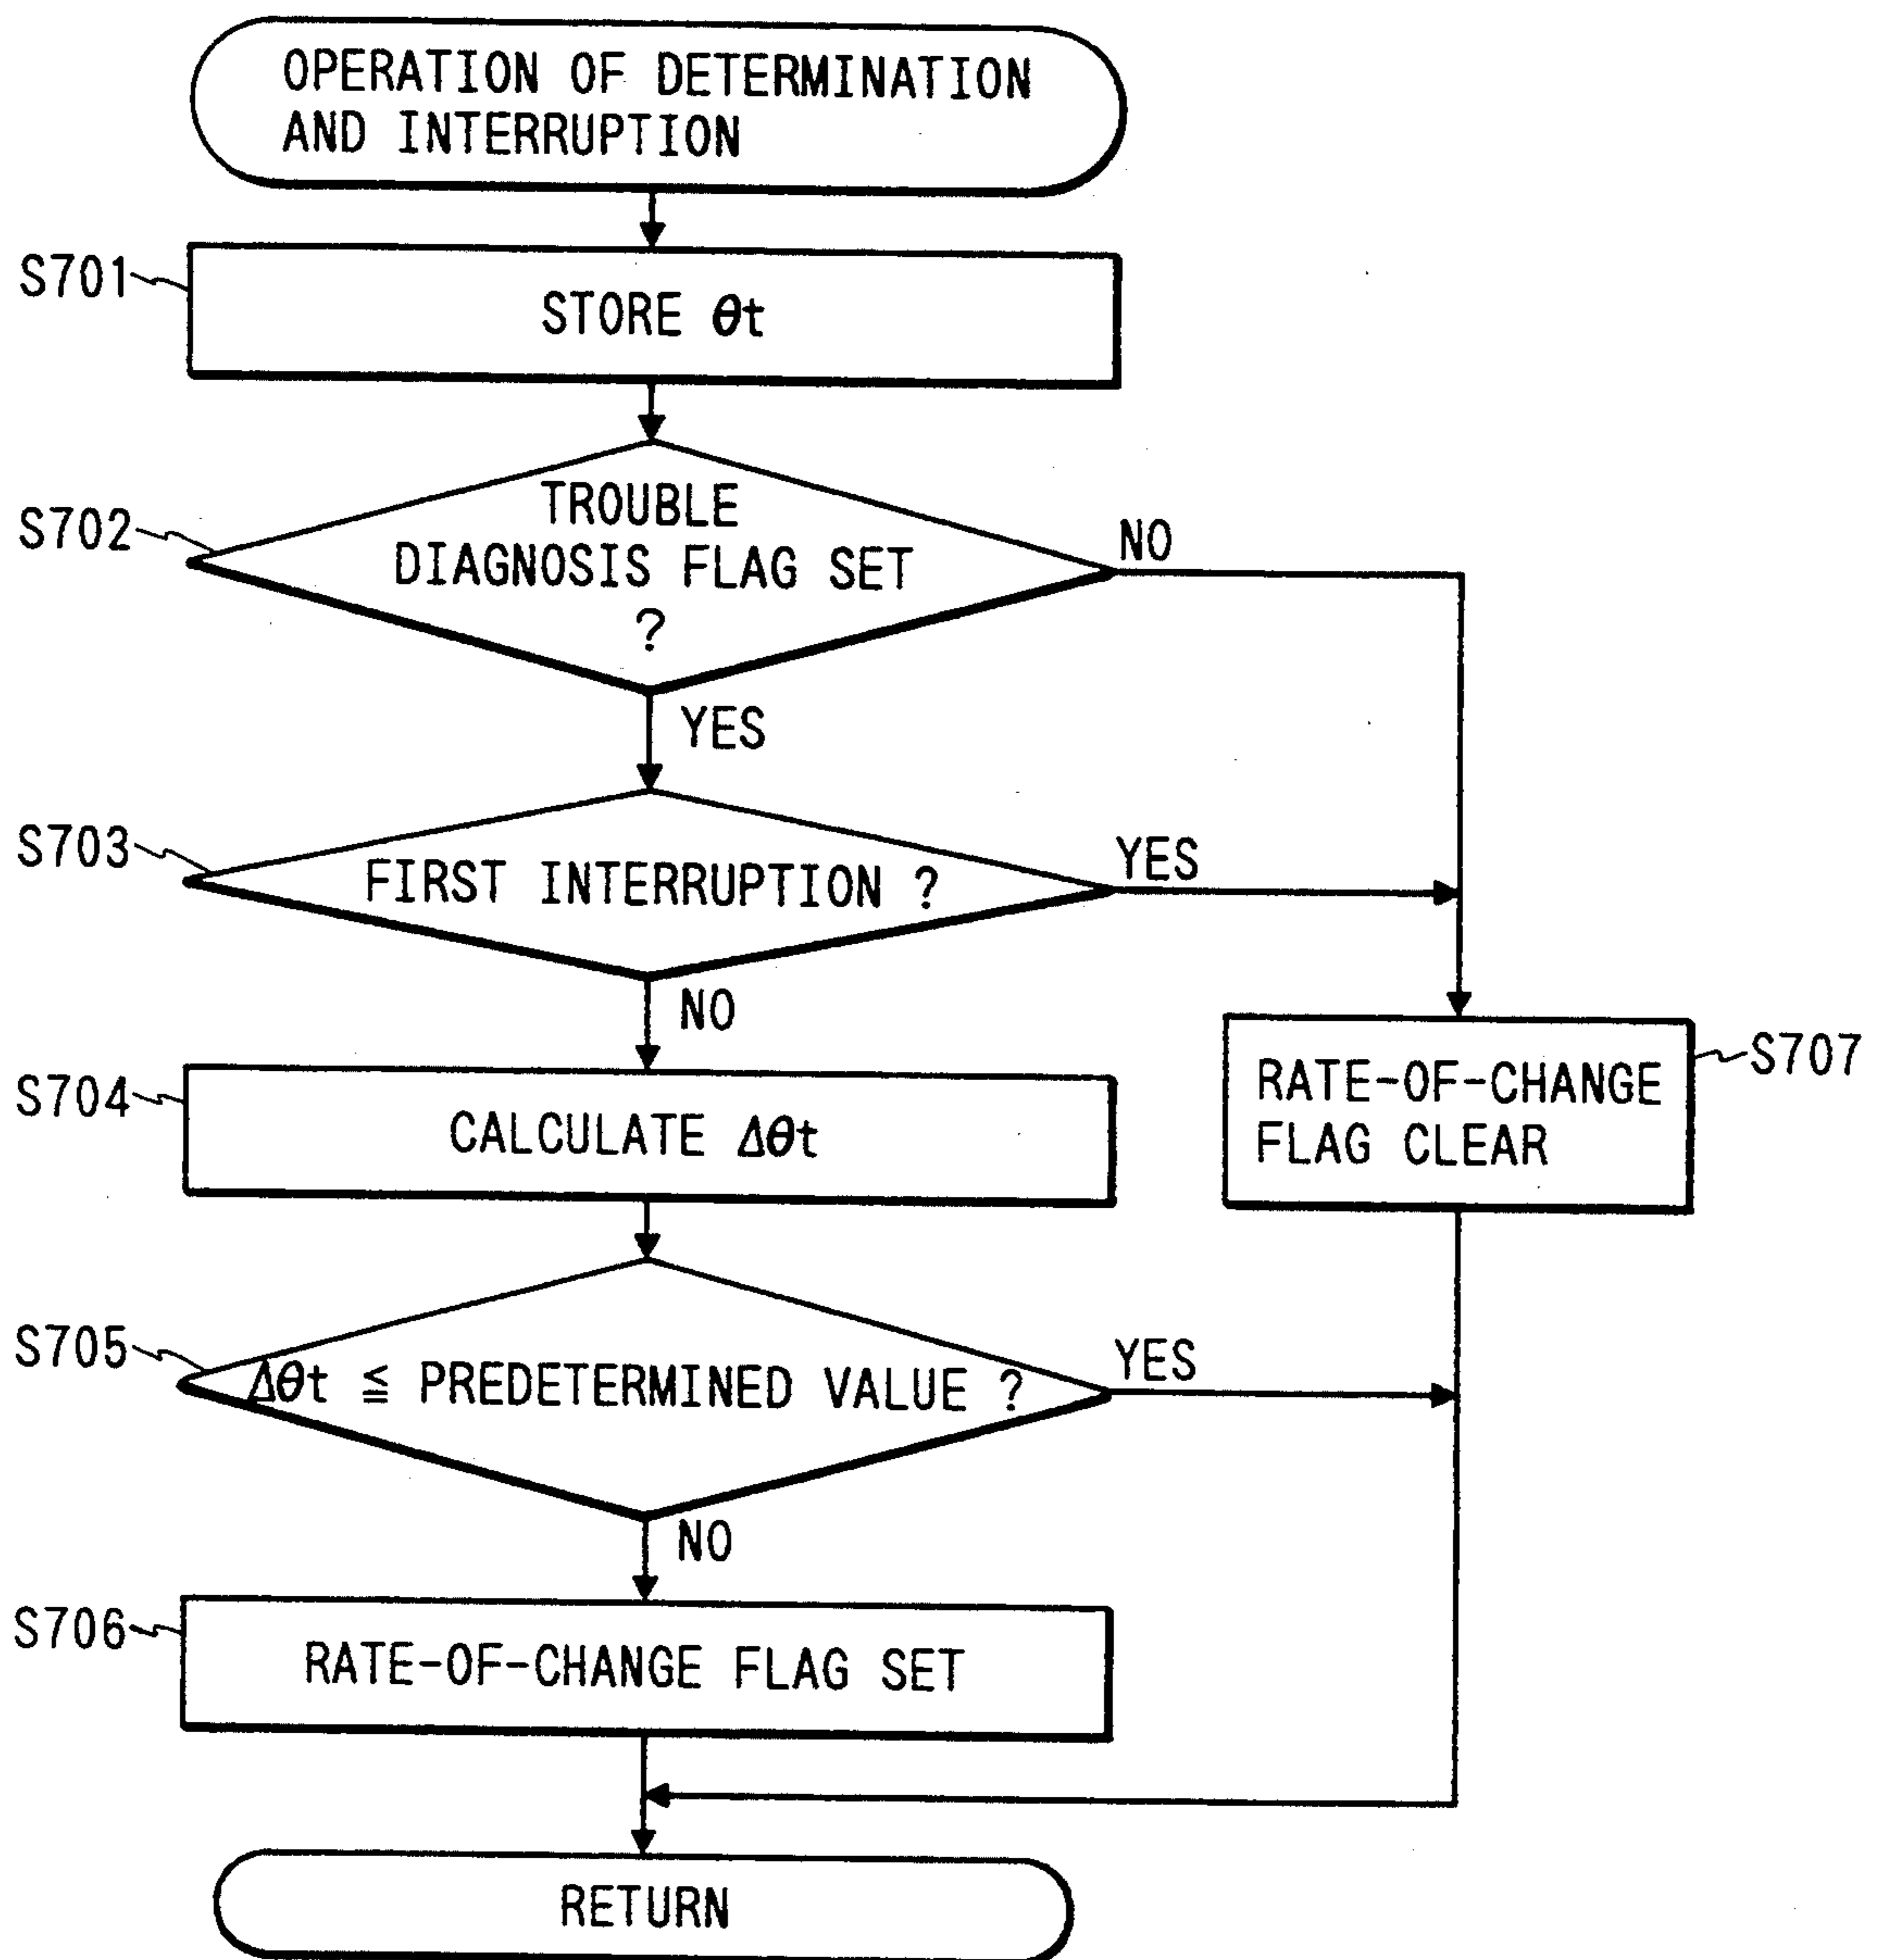 OPERATION OF DETERMINATION
AND INTERRUPTION
S701
STORE θt
S702
TROUBLE
DIAGNOSIS FLAG SET
?
NO
YES
S703
FIRST INTERRUPTION ?
YES
NO
S704
CALCULATE Δθt
S707
RATE-OF-CHANGE
FLAG CLEAR
S705
Δθt ≦ PREDETERMINED VALUE ?
YES
NO
S706
RATE-OF-CHANGE FLAG SET
RETURN